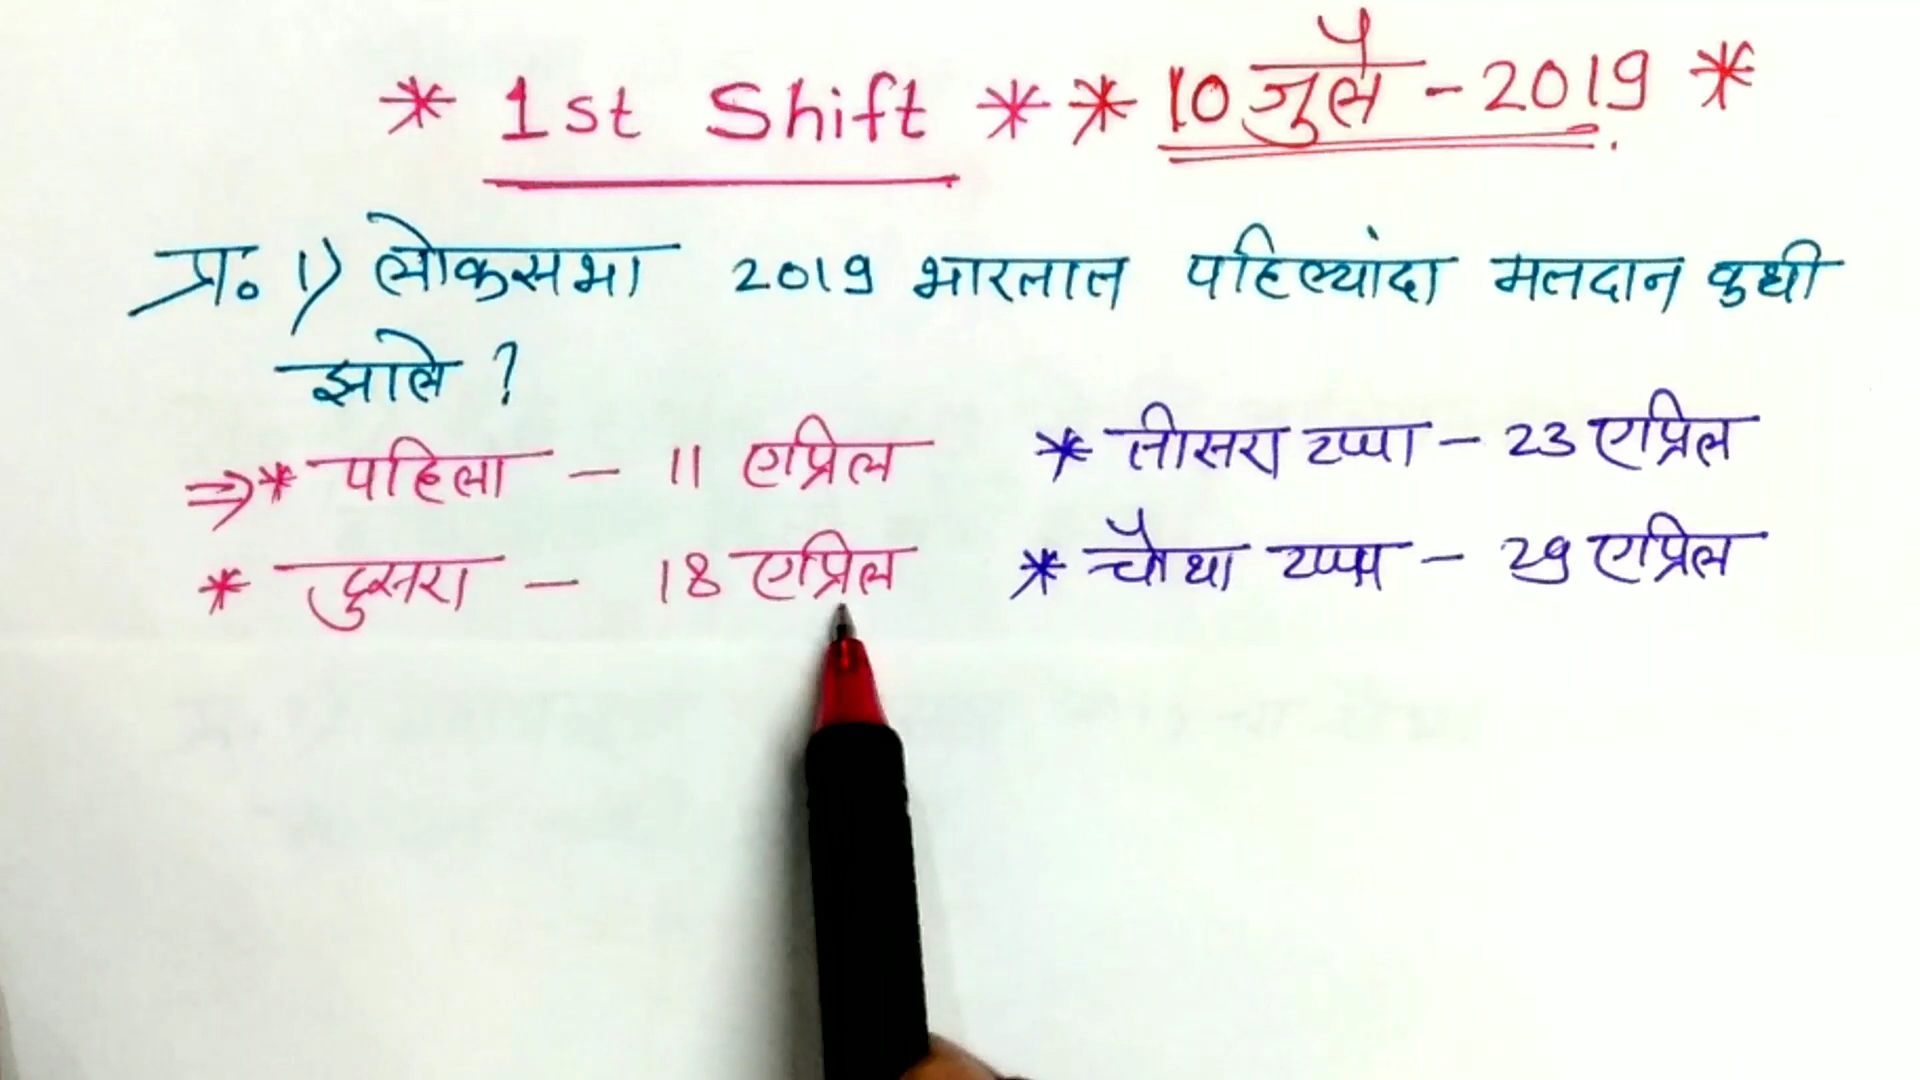 * 1st Shift * * 10 जुलै - 2019 *
प्र. 1) लोकसभा 2019 भारतात पहिल्यांदा मतदान कुधी
झाले ?
⇒* पहिला - 11 एप्रिल
* दुसरा - 18 एप्रिल
* तीसरा टप्पा - 23 एप्रिल
* चौथा टप्पा - 29 एप्रिल